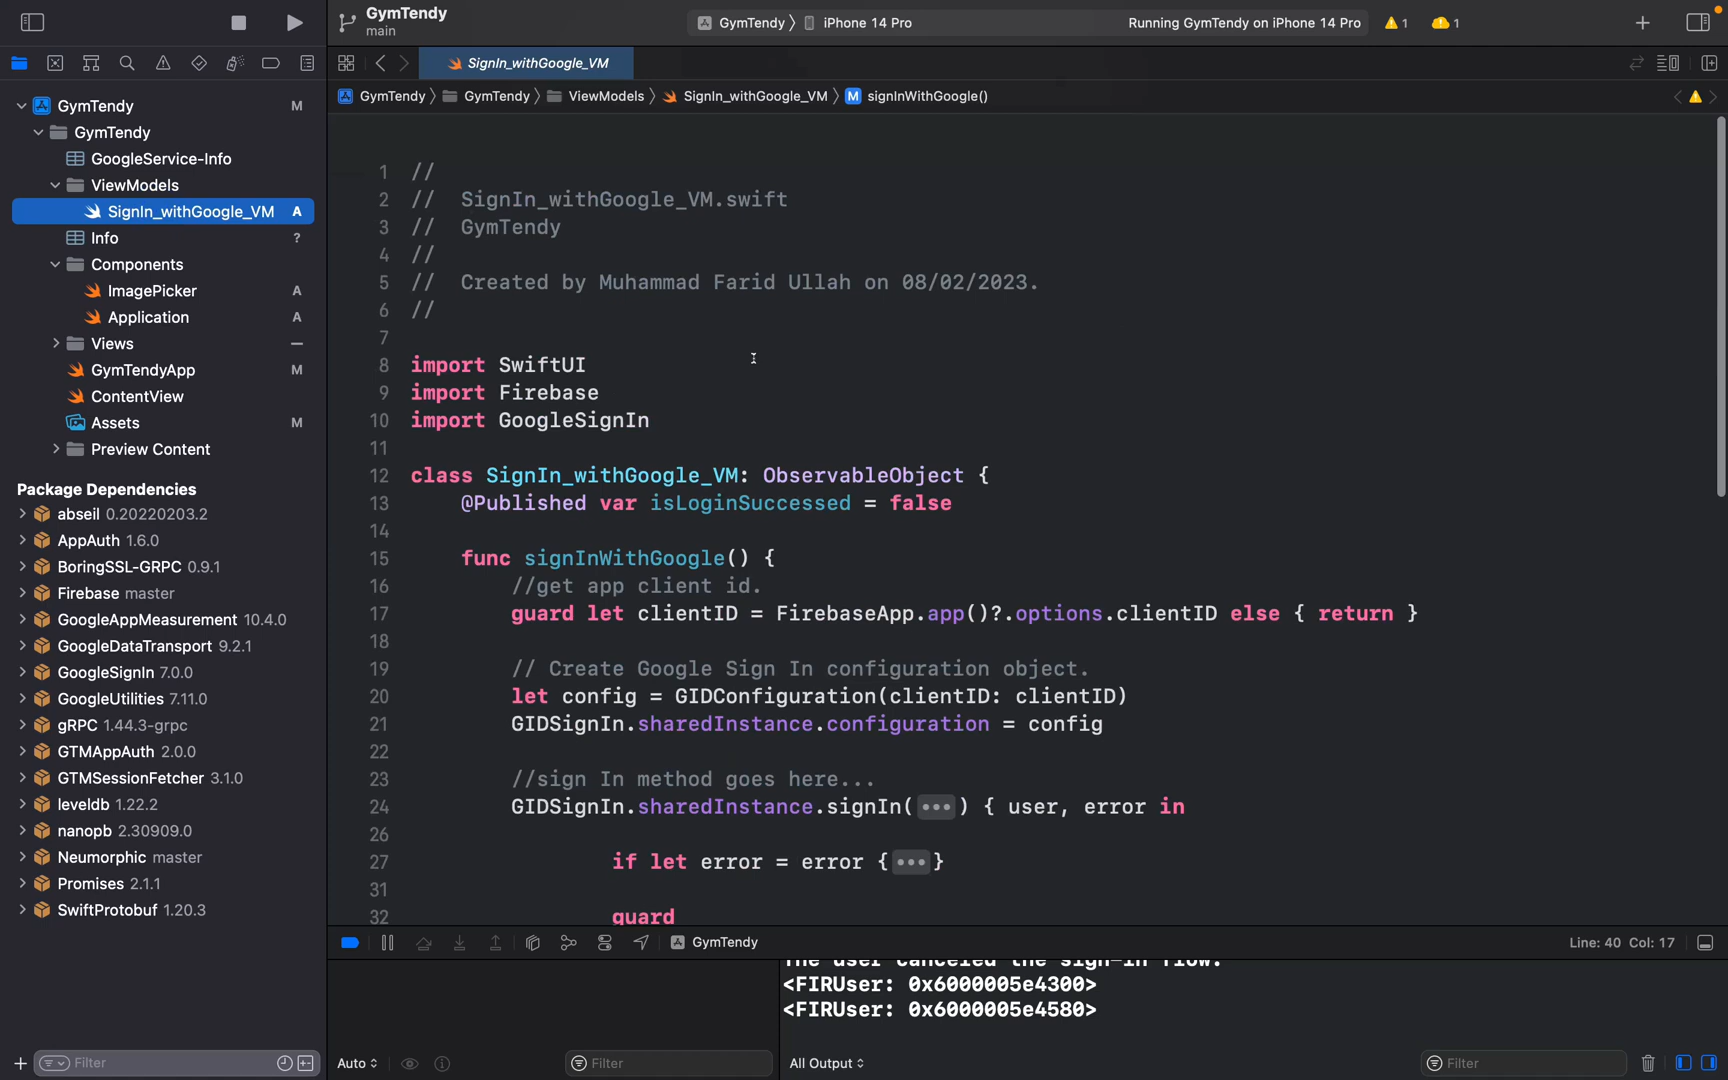 GymTendy
main
GymTendy
iPhone 14 Pro
Running GymTendy on iPhone 14 Pro
1
1
SignIn_withGoogle_VM
GymTendy
GymTendy
ViewModels
SignIn_withGoogle_VM
M
signInWithGoogle()
GymTendy M
GymTendy
GoogleService-Info
ViewModels
SignIn_withGoogle_VM A
Info ?
Components
ImagePicker A
Application A
Views
GymTendyApp M
ContentView
Assets M
Preview Content
Package Dependencies
abseil 0.20220203.2
AppAuth 1.6.0
BoringSSL-GRPC 0.9.1
Firebase master
GoogleAppMeasurement 10.4.0
GoogleDataTransport 9.2.1
GoogleSignIn 7.0.0
GoogleUtilities 7.11.0
gRPC 1.44.3-grpc
GTMAppAuth 2.0.0
GTMSessionFetcher 3.1.0
leveldb 1.22.2
nanopb 2.30909.0
Neumorphic master
Promises 2.1.1
SwiftProtobuf 1.20.3
Filter
1 //
2 //  SignIn_withGoogle_VM.swift
3 //  GymTendy
4 //
5 //  Created by Muhammad Farid Ullah on 08/02/2023.
6 //
7
8 import SwiftUI
9 import Firebase
10 import GoogleSignIn
11
12 class SignIn_withGoogle_VM: ObservableObject {
13     @Published var isLoginSuccessed = false
14
15     func signInWithGoogle() {
16         //get app client id.
17         guard let clientID = FirebaseApp.app()?.options.clientID else { return }
18
19         // Create Google Sign In configuration object.
20         let config = GIDConfiguration(clientID: clientID)
21         GIDSignIn.sharedInstance.configuration = config
22
23         //sign In method goes here...
24         GIDSignIn.sharedInstance.signIn(•••) { user, error in
26
27                 if let error = error {•••}
31
32                 guard
GymTendy
Line: 40 Col: 17
The user canceled the sign-in flow.
<FIRUser: 0x6000005e4300>
<FIRUser: 0x6000005e4580>
Auto
Filter
All Output
Filter